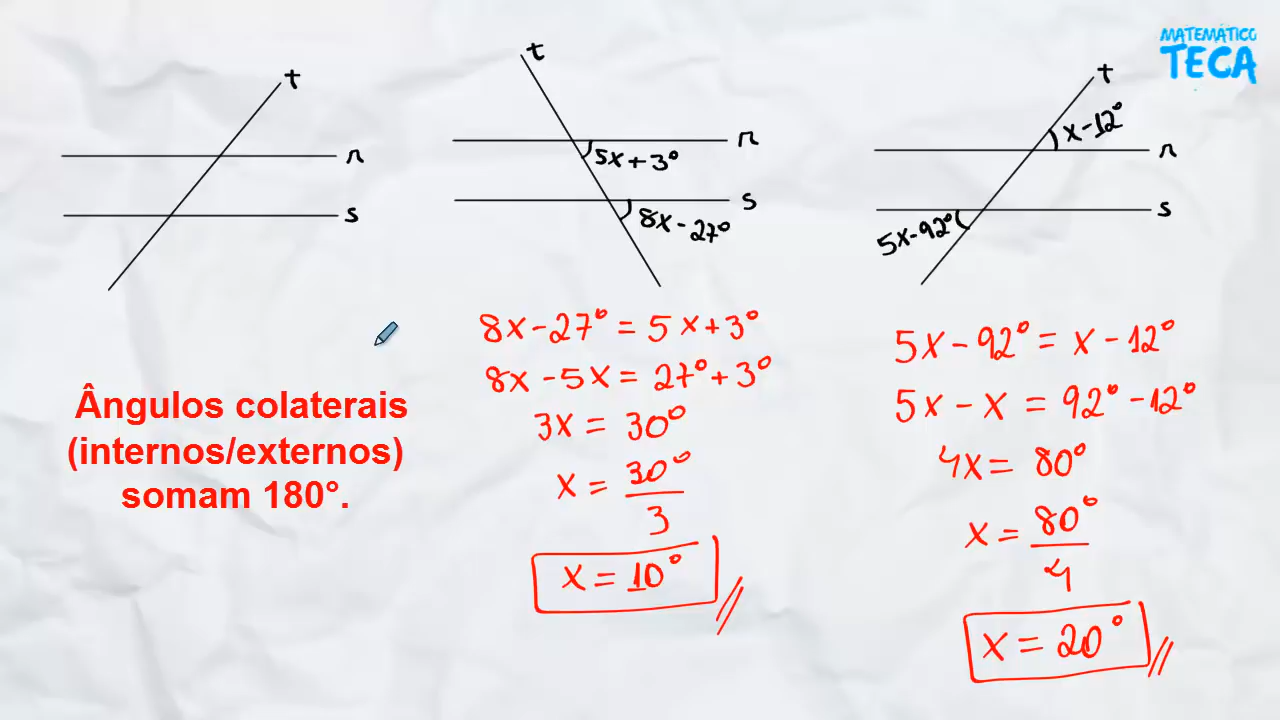 MATEMÁTICO
TECA
t
r
s
Ângulos colaterais
(internos/externos)
somam 180°.
t
r
5x+3°
s
8x-27°
8x-27°=5x+3°
8x-5x=27°+3°
3x=30°
x=30°
3
x=10°
t
x-12°
r
s
5x-92°
5x-92°=x-12°
5x-x=92°-12°
4x=80°
x=80°
4
x=20°